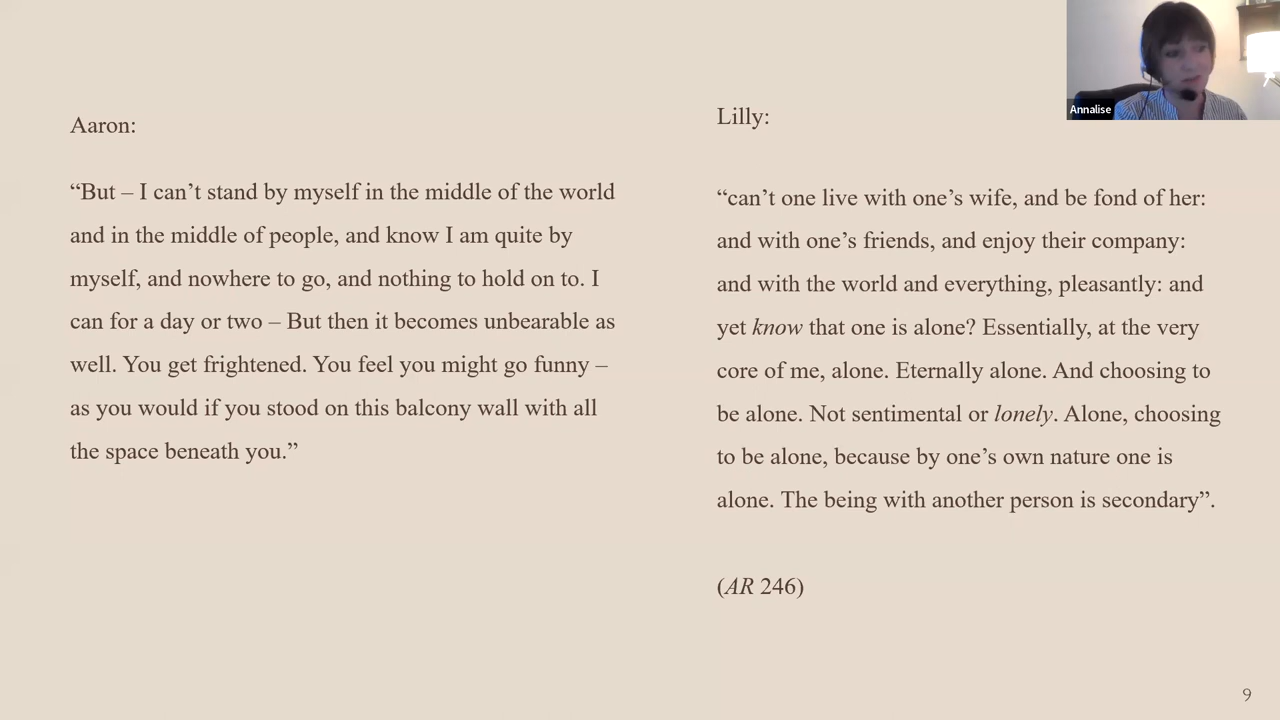 Aaron:
“But – I can’t stand by myself in the middle of the world
and in the middle of people, and know I am quite by
myself, and nowhere to go, and nothing to hold on to. I
can for a day or two – But then it becomes unbearable as
well. You get frightened. You feel you might go funny –
as you would if you stood on this balcony wall with all
the space beneath you.”
Lilly:
“can’t one live with one’s wife, and be fond of her:
and with one’s friends, and enjoy their company:
and with the world and everything, pleasantly: and
yet know that one is alone? Essentially, at the very
core of me, alone. Eternally alone. And choosing to
be alone. Not sentimental or lonely. Alone, choosing
to be alone, because by one’s own nature one is
alone. The being with another person is secondary”.
(AR 246)
Annalise
9